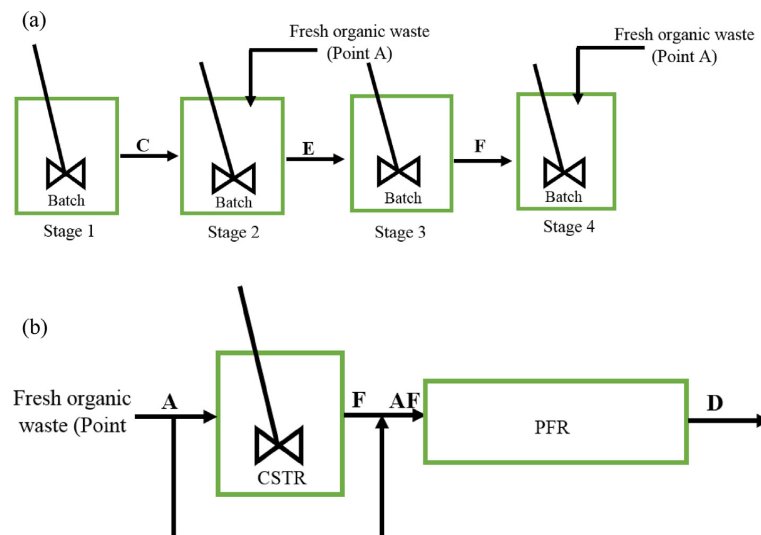 (a)
Fresh organic waste
(Point A)
Fresh organic waste
(Point A)
C
E
F
Batch
Batch
Batch
Batch
Stage 1
Stage 2
Stage 3
Stage 4
(b)
Fresh organic
waste (Point
A
F
AF
D
CSTR
PFR